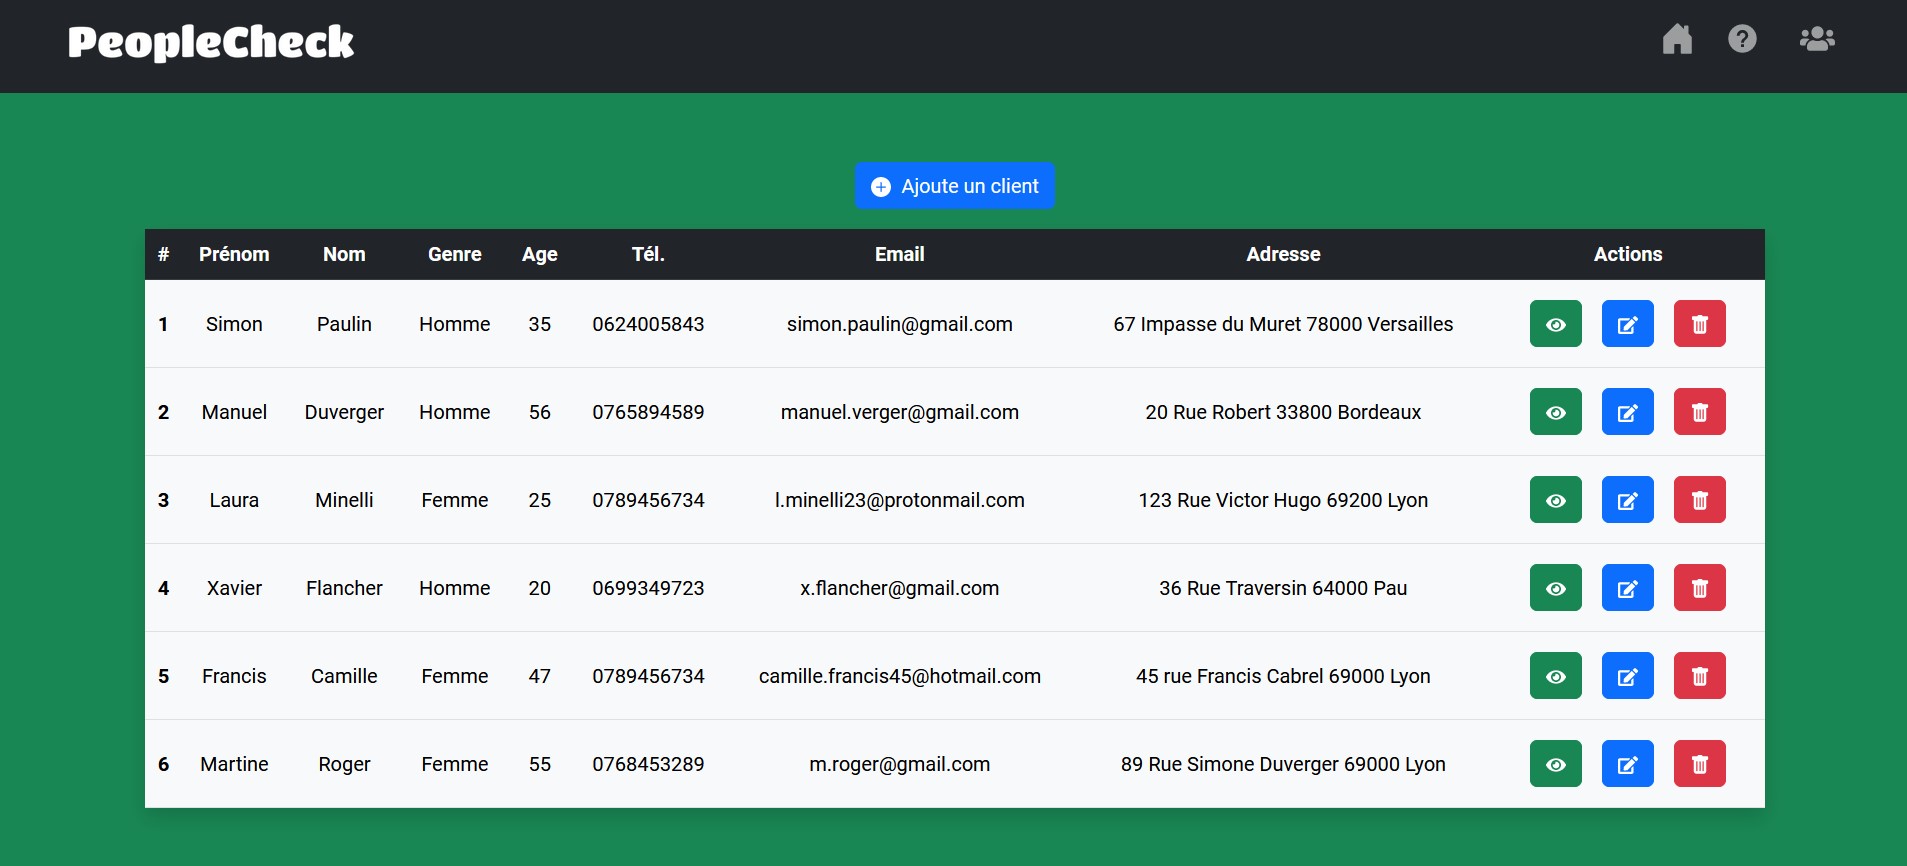 PeopleCheck
Ajoute un client
# Prénom Nom Genre Age Tél. Email Adresse Actions
1 Simon Paulin Homme 35 0624005843 simon.paulin@gmail.com 67 Impasse du Muret 78000 Versailles
2 Manuel Duverger Homme 56 0765894589 manuel.verger@gmail.com 20 Rue Robert 33800 Bordeaux
3 Laura Minelli Femme 25 0789456734 l.minelli23@protonmail.com 123 Rue Victor Hugo 69200 Lyon
4 Xavier Flancher Homme 20 0699349723 x.flancher@gmail.com 36 Rue Traversin 64000 Pau
5 Francis Camille Femme 47 0789456734 camille.francis45@hotmail.com 45 rue Francis Cabrel 69000 Lyon
6 Martine Roger Femme 55 0768453289 m.roger@gmail.com 89 Rue Simone Duverger 69000 Lyon